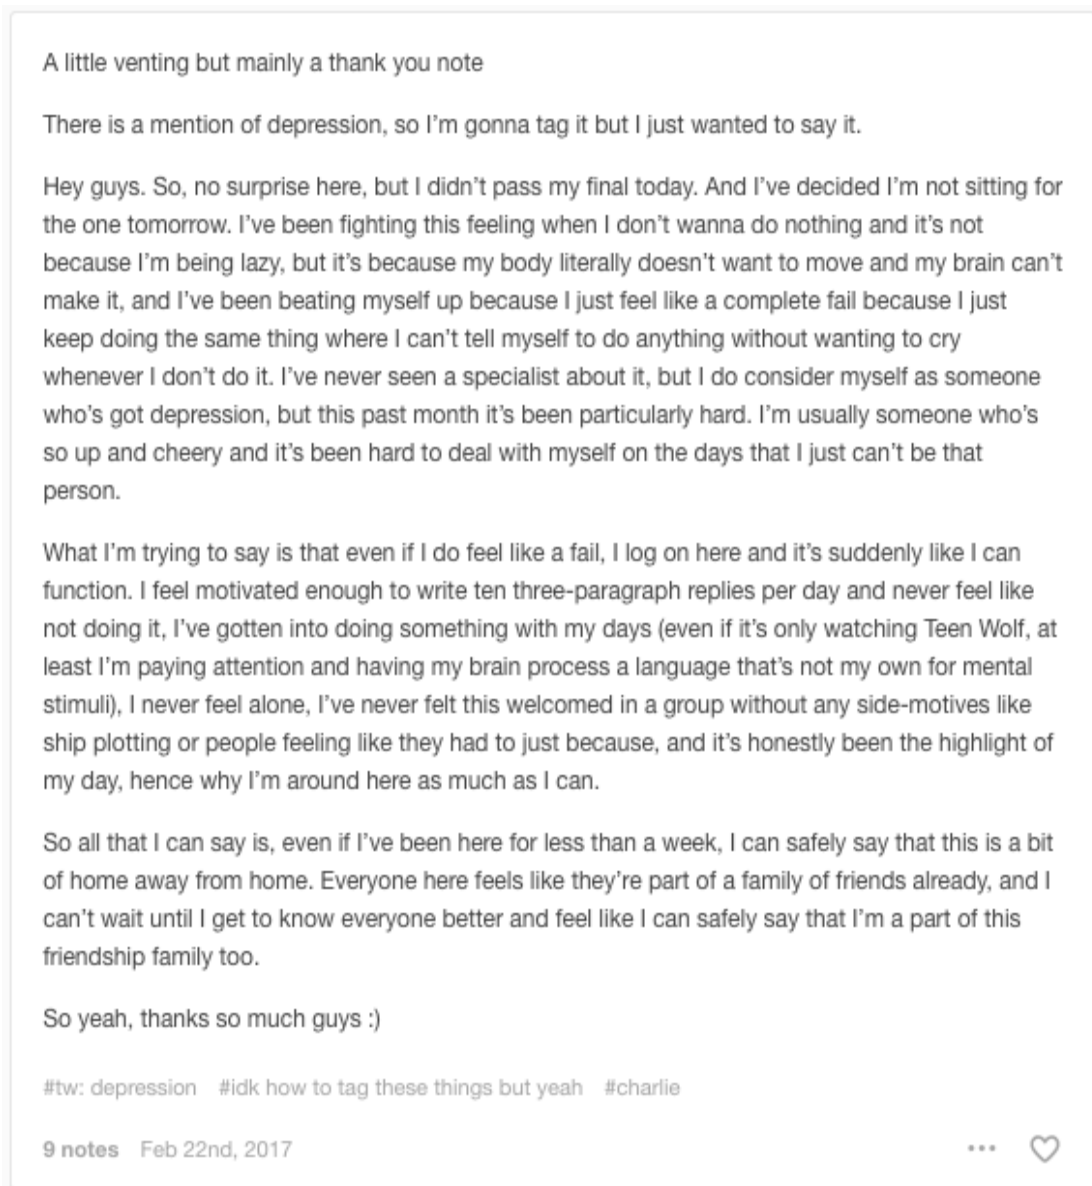 A little venting but mainly a thank you note
There is a mention of depression, so I'm gonna tag it but I just wanted to say it.
Hey guys. So, no surprise here, but I didn't pass my final today. And I've decided I'm not sitting for
the one tomorrow. I've been fighting this feeling when I don't wanna do nothing and it's not
because I'm being lazy, but it's because my body literally doesn't want to move and my brain can't
make it, and I've been beating myself up because I just feel like a complete fail because I just
keep doing the same thing where I can't tell myself to do anything without wanting to cry
whenever I don't do it. I've never seen a specialist about it, but I do consider myself as someone
who's got depression, but this past month it's been particularly hard. I'm usually someone who's
so up and cheery and it's been hard to deal with myself on the days that I just can't be that
person.
What I'm trying to say is that even if I do feel like a fail, I log on here and it's suddenly like I can
function. I feel motivated enough to write ten three-paragraph replies per day and never feel like
not doing it, I've gotten into doing something with my days (even if it's only watching Teen Wolf, at
least I'm paying attention and having my brain process a language that's not my own for mental
stimuli), I never feel alone, I've never felt this welcomed in a group without any side-motives like
ship plotting or people feeling like they had to just because, and it's honestly been the highlight of
my day, hence why I'm around here as much as I can.
So all that I can say is, even if I've been here for less than a week, I can safely say that this is a bit
of home away from home. Everyone here feels like they're part of a family of friends already, and I
can't wait until I get to know everyone better and feel like I can safely say that I'm a part of this
friendship family too.
So yeah, thanks so much guys :)
#tw: depression #idk how to tag these things but yeah #charlie
9 notes Feb 22nd, 2017